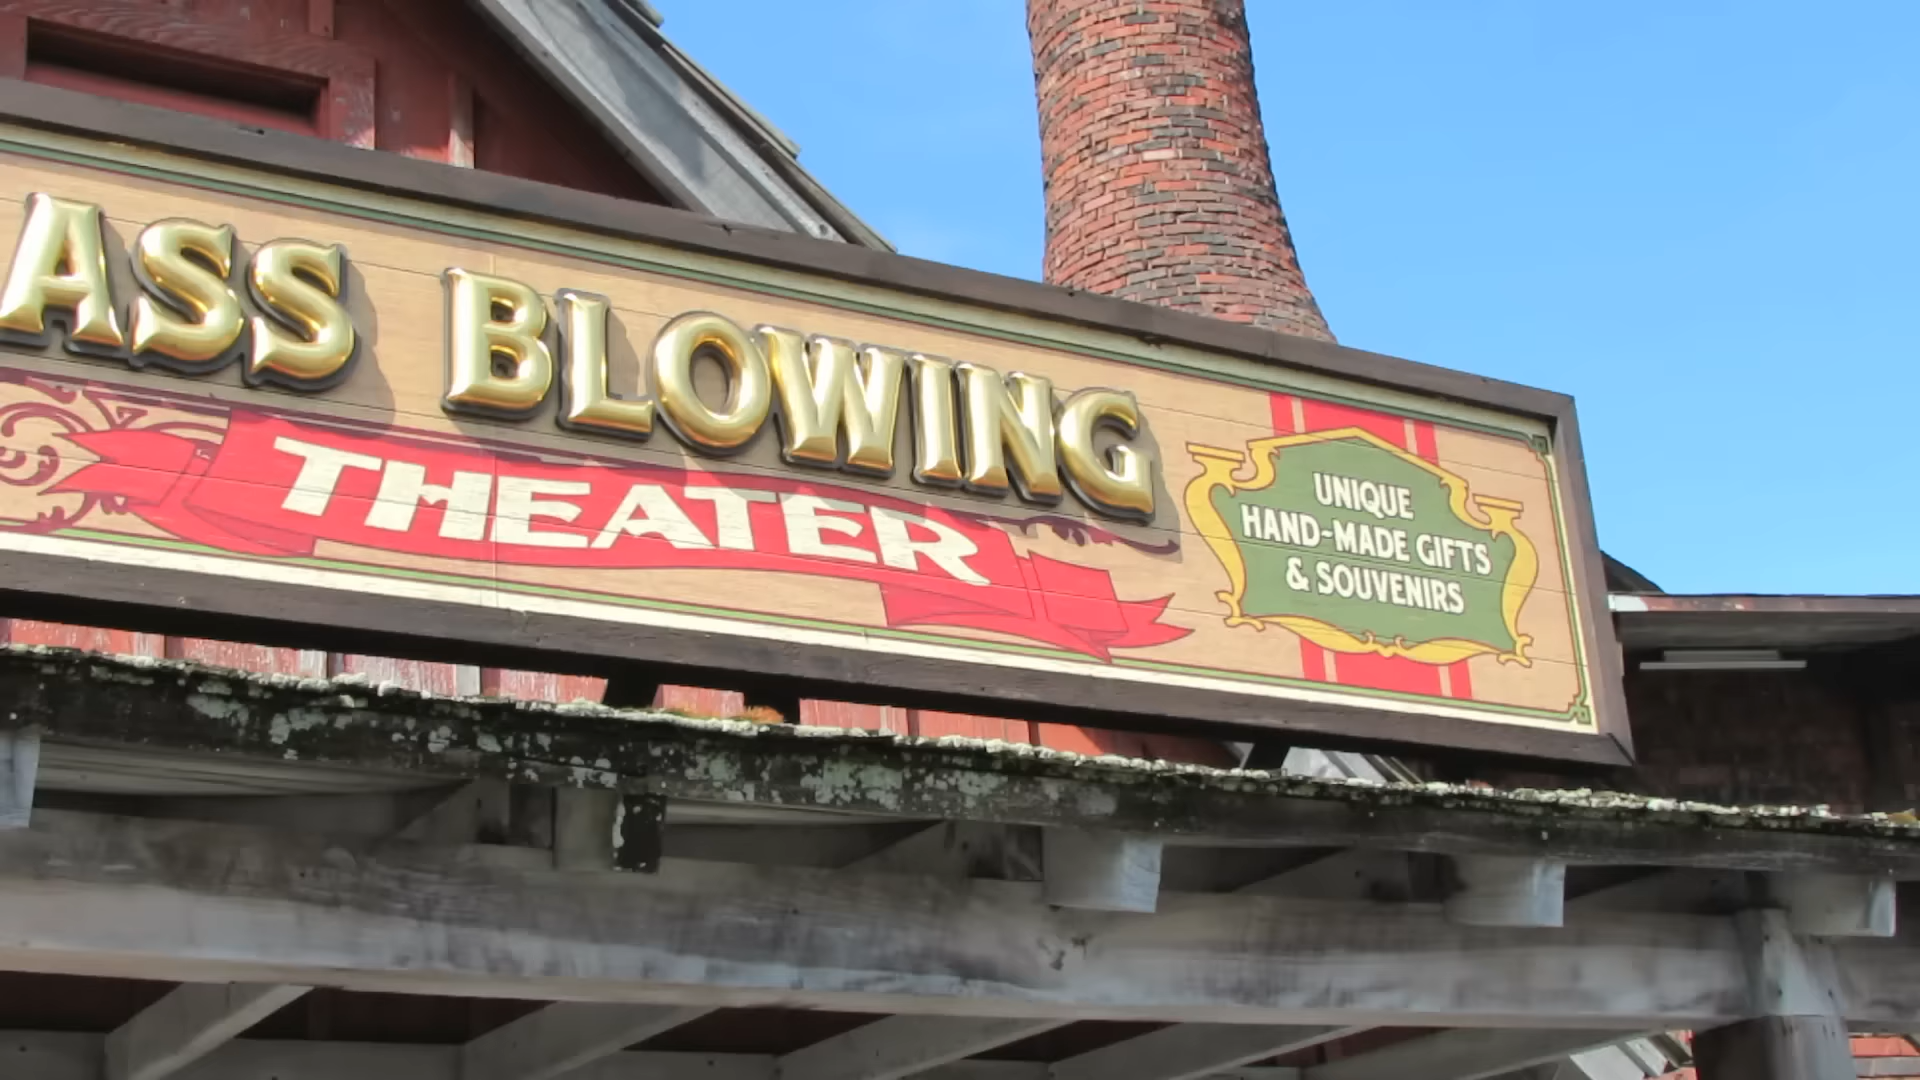 ASS BLOWING
THEATER
UNIQUE
HAND-MADE GIFTS
& SOUVENIRS